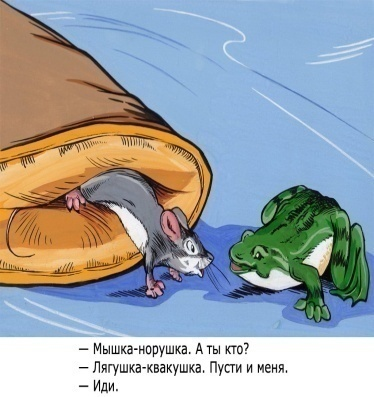 — Мышка-норушка. А ты кто?
— Лягушка-квакушка. Пусти и меня.
— Иди.